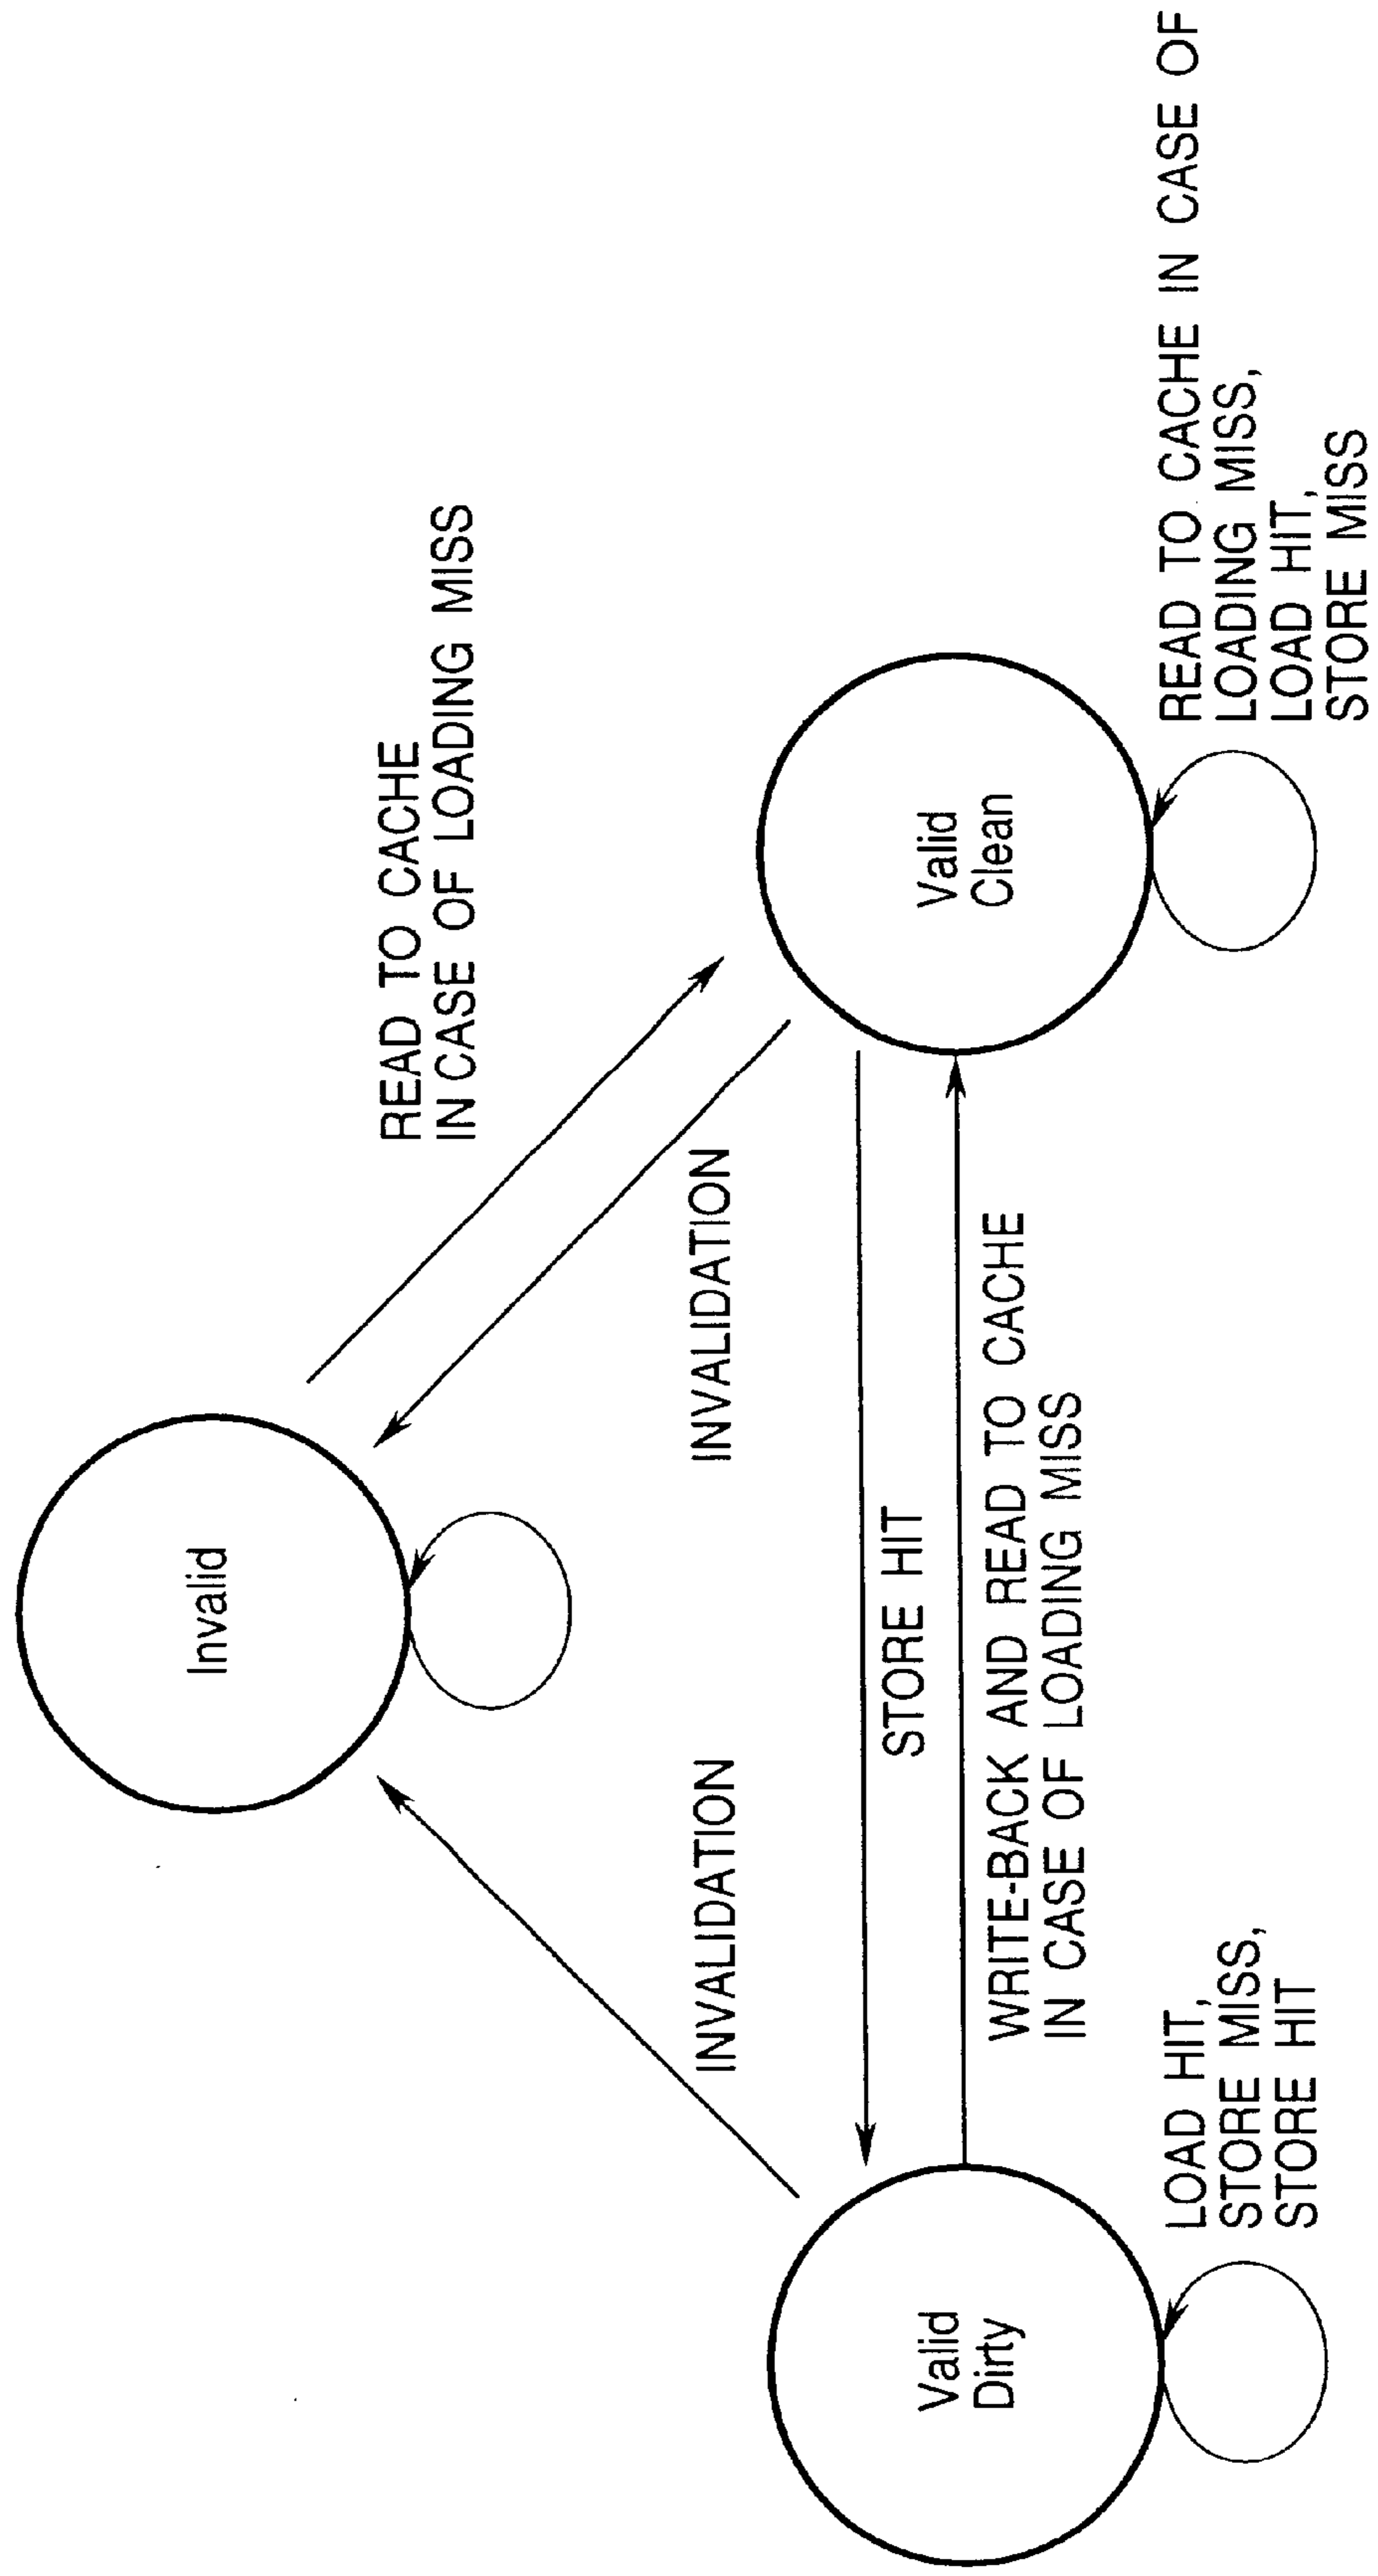 Invalid
READ TO CACHE
IN CASE OF LOADING MISS
INVALIDATION
INVALIDATION
STORE HIT
WRITE-BACK AND READ TO CACHE
IN CASE OF LOADING MISS
Valid
Dirty
Valid
Clean
LOAD HIT,
STORE MISS,
STORE HIT
READ TO CACHE IN CASE OF
LOADING MISS,
LOAD HIT,
STORE MISS